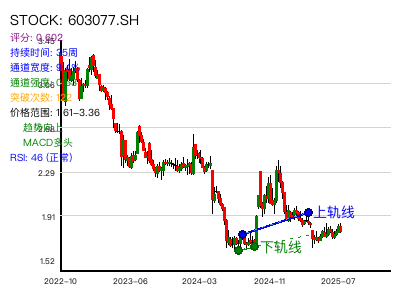 STOCK: 603077.SH
评分: 0.602
3.45
持续时间: 35周
通道宽度:
通道强度:
突破次数:
价格范围: 1.61-3.36
趋势向上
MACD多头
2.29
RSI: 46 (正常)
1.91
上轨线
下轨线
1.52
2022-10 2023-06 2024-03 2024-11 2025-07